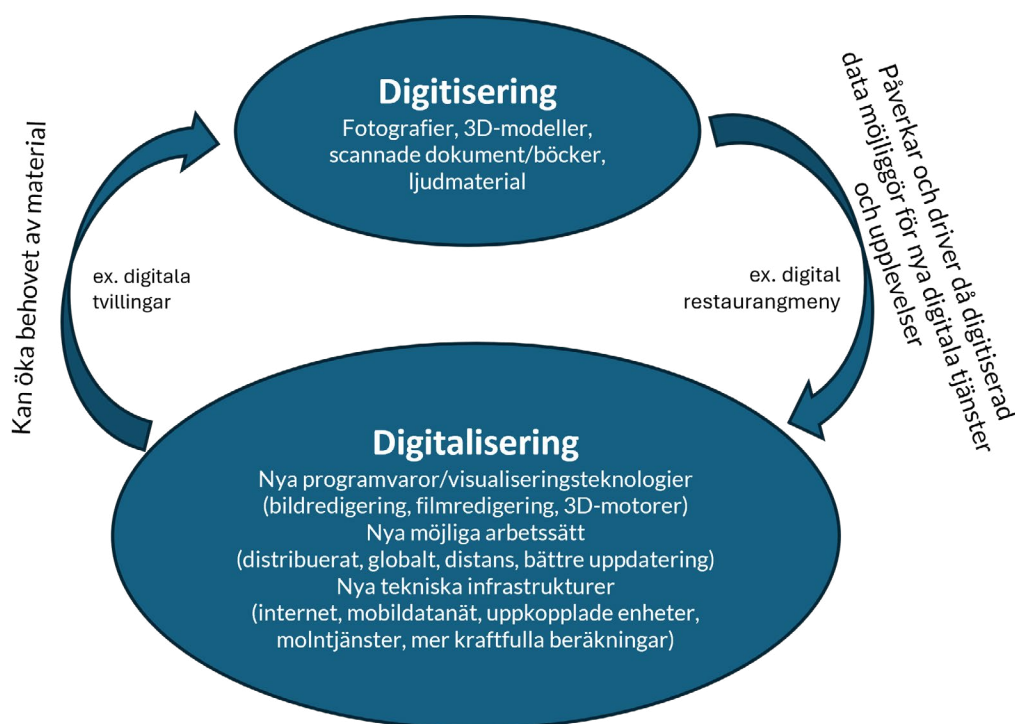 Digitisering
Fotografier, 3D-modeller,
scannade dokument/böcker,
ljudmaterial
Kan öka behovet av material
ex. digitala
tvillingar
ex. digital
restaurangmeny
Påverkar och driver då digitiserad
data möjliggör för nya digitala tjänster
och upplevelser
Digitalisering
Nya programvaror/visualiseringsteknologier
(bildredigering, filmredigering, 3D-motorer)
Nya möjliga arbetssätt
(distribuerat, globalt, distans, bättre uppdatering)
Nya tekniska infrastrukturer
(internet, mobildatanät, uppkopplade enheter,
molntjänster, mer kraftfulla beräkningar)